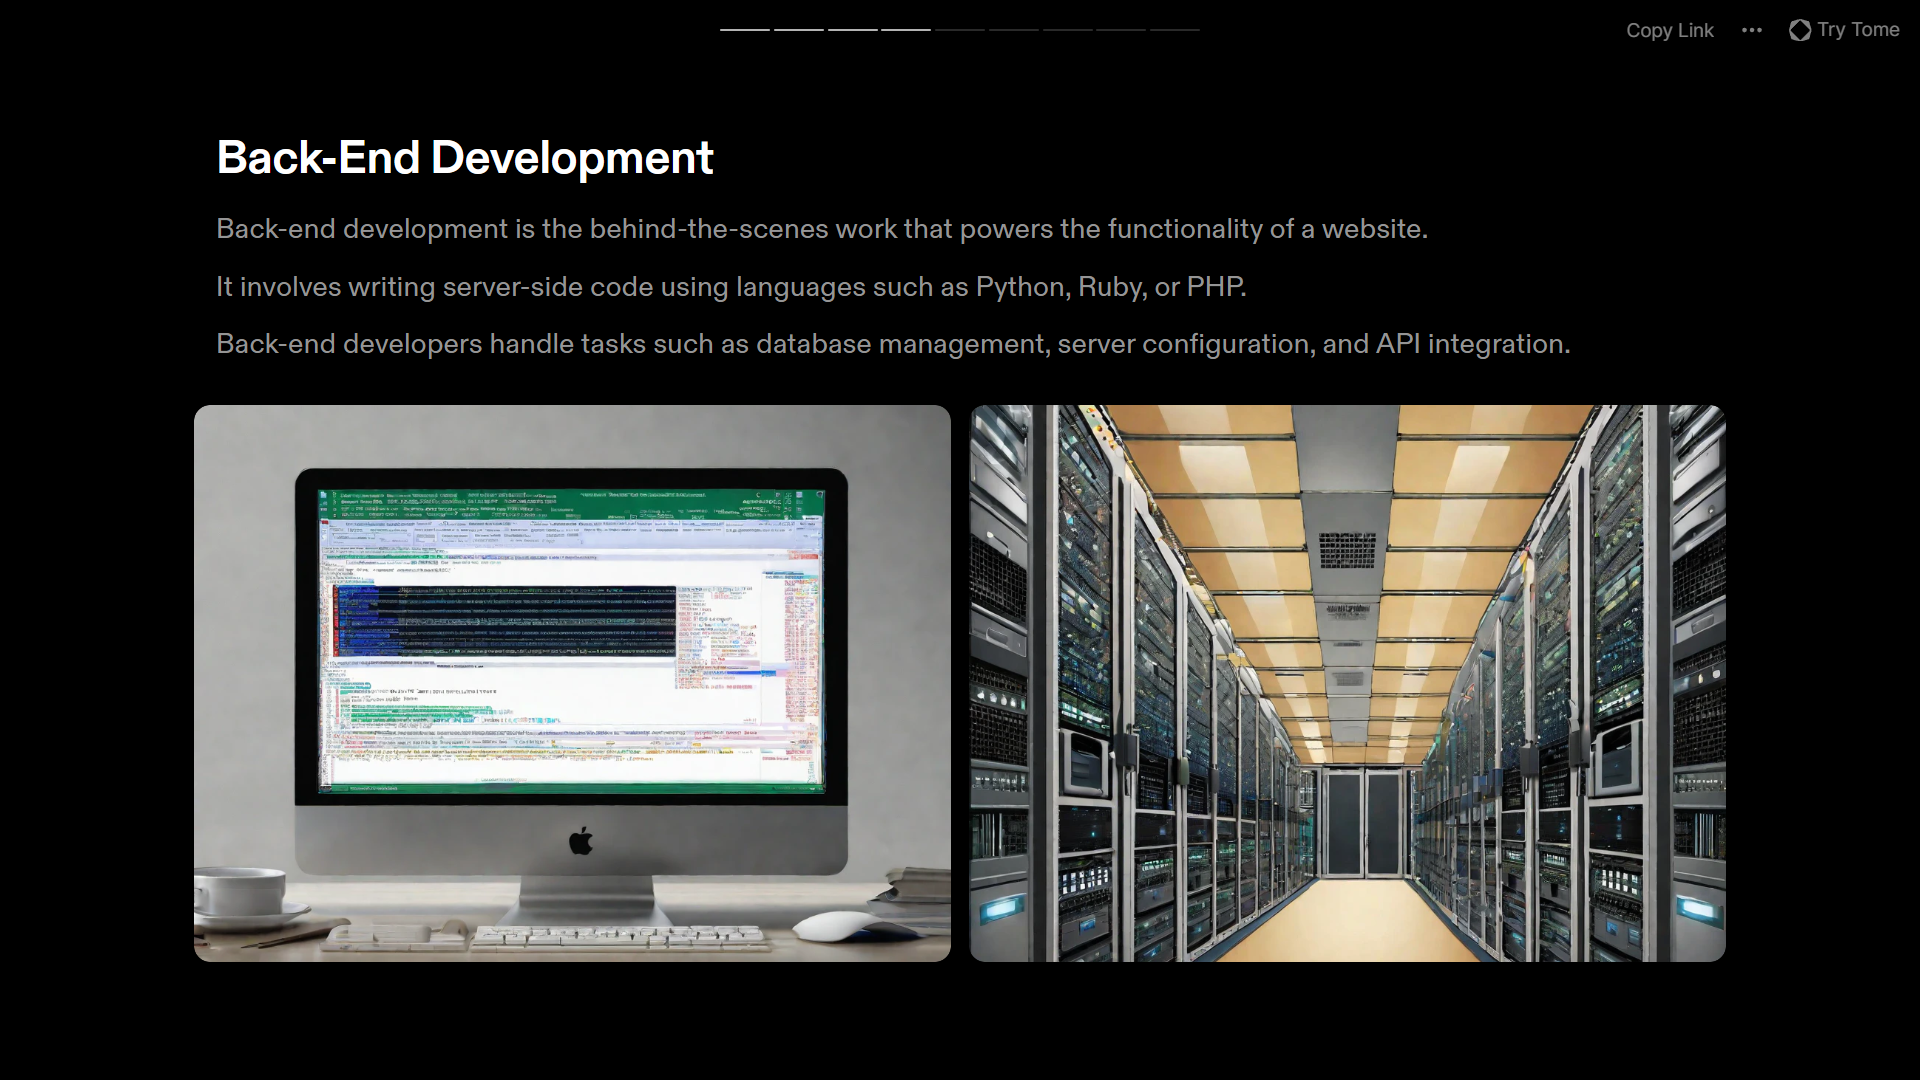 Copy Link
Try Tome
Back-End Development
Back-end development is the behind-the-scenes work that powers the functionality of a website.
It involves writing server-side code using languages such as Python, Ruby, or PHP.
Back-end developers handle tasks such as database management, server configuration, and API integration.